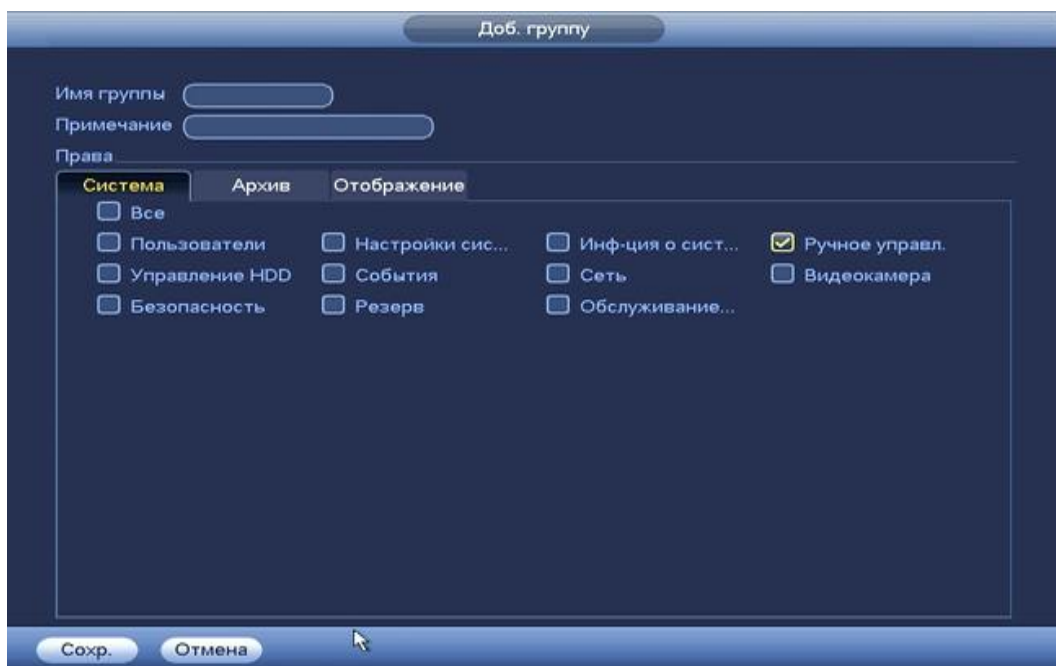 Доб. группу
Имя группы
Примечание
Права
Система Архив Отображение
Все
Пользователи Настройки сис... Инф-ция о сист... Ручное управл.
Управление HDD События Сеть Видеокамера
Безопасность Резерв Обслуживание...
Сохр. Отмена